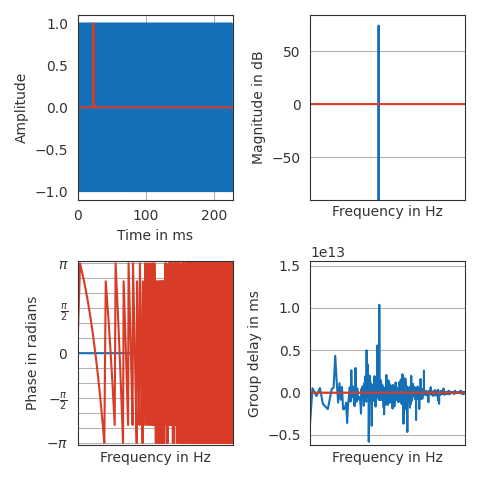 1.0
0.5
0.0
−0.5
−1.0
Amplitude
0
100
200
Time in ms
50
0
−50
Magnitude in dB
Frequency in Hz
π
π/2
0
−π/2
−π
Phase in radians
Frequency in Hz
1e13
1.5
1.0
0.5
0.0
−0.5
Group delay in ms
Frequency in Hz